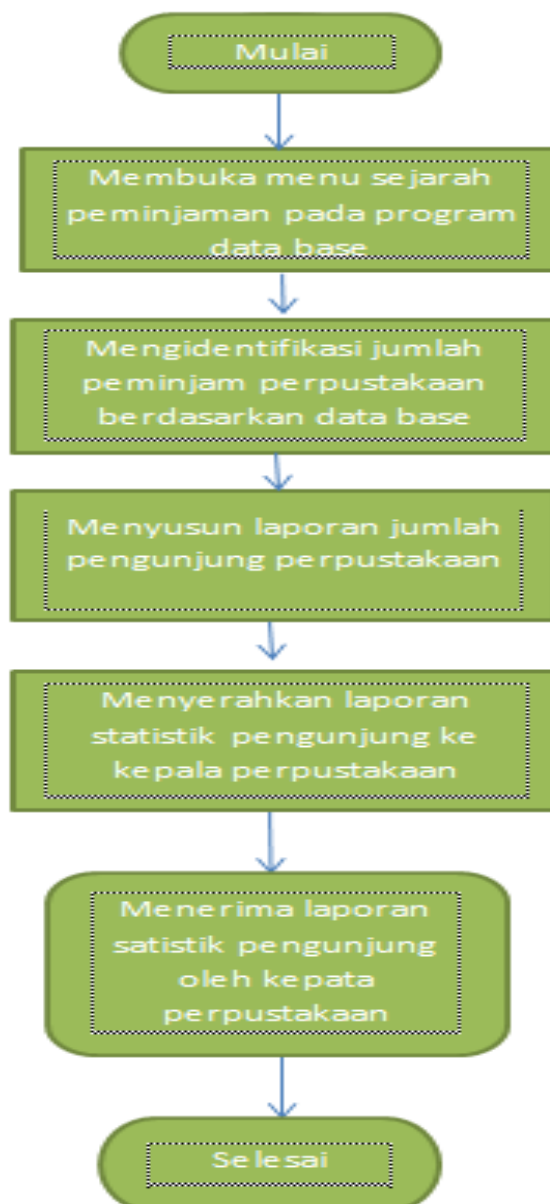 Mulai
Membuka menu sejarah
peminjaman pada program
data base
Mengidentifikasi jumlah
peminjam perpustakaan
berdasarkan data base
Menyusun laporan jumlah
pengunjung perpustakaan
Menyerahkan laporan
statistik pengunjung ke
kepala perpustakaan
Menerima laporan
satistik pengunjung
oleh kepata
perpustakaan
Selesai